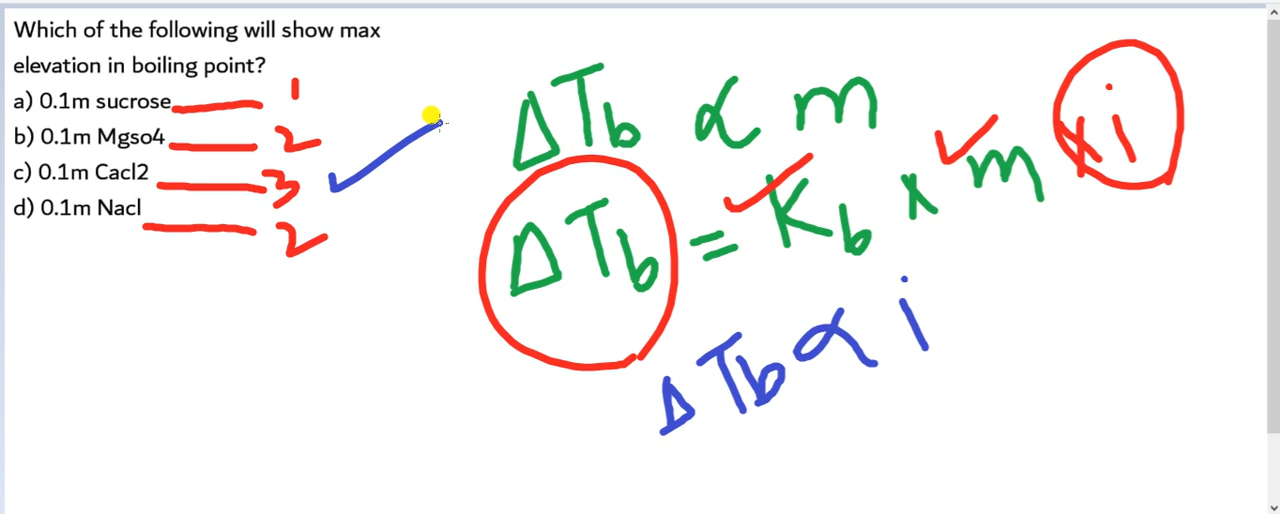 Which of the following will show max
elevation in boiling point?
a) 0.1m sucrose 1
b) 0.1m Mgso4 2
c) 0.1m Cacl2 3
d) 0.1m Nacl 2
ΔTb ∝ m
ΔTb = Kb × m × i
ΔTb ∝ i